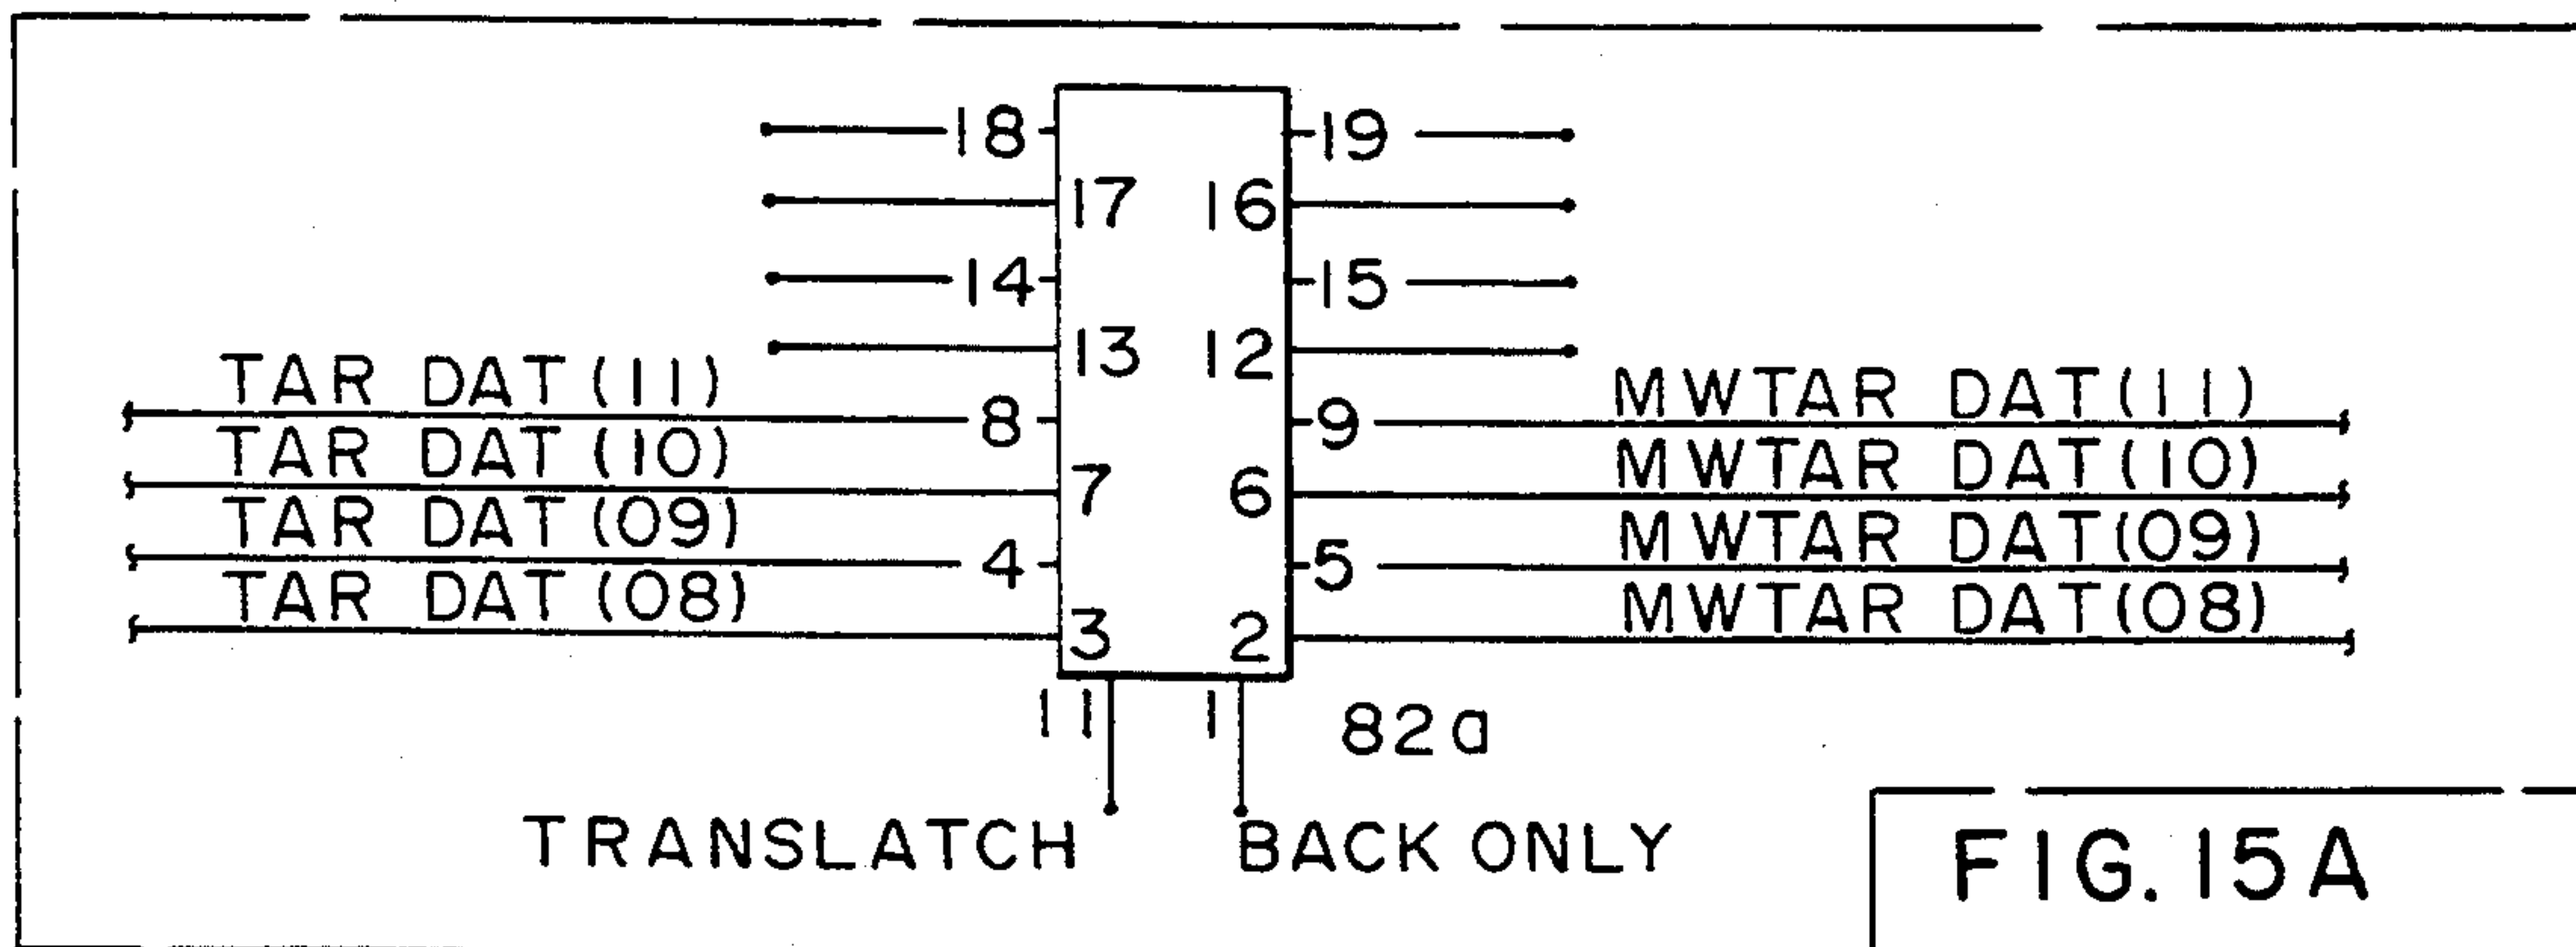 18 19
17 16
14 15
13 12
TAR DAT (11) 8 9 MWTAR DAT(11)
TAR DAT (10) 7 6 MWTAR DAT(10)
TAR DAT (09) 4 5 MWTAR DAT(09)
TAR DAT (08) 3 2 MWTAR DAT(08)
11 1 82a
TRANSLATCH BACK ONLY
FIG. 15A